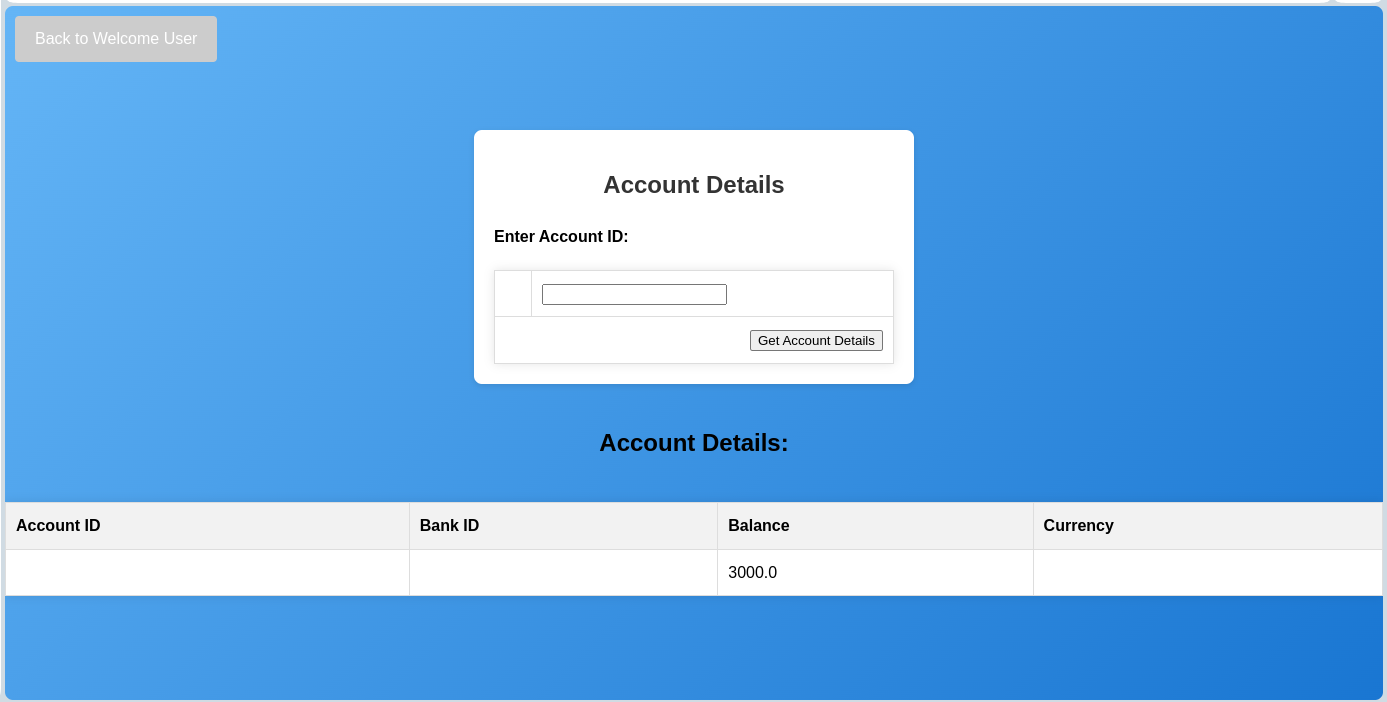 Back to Welcome User
Account Details
Enter Account ID:
Get Account Details
Account Details:
Account ID Bank ID Balance Currency
3000.0